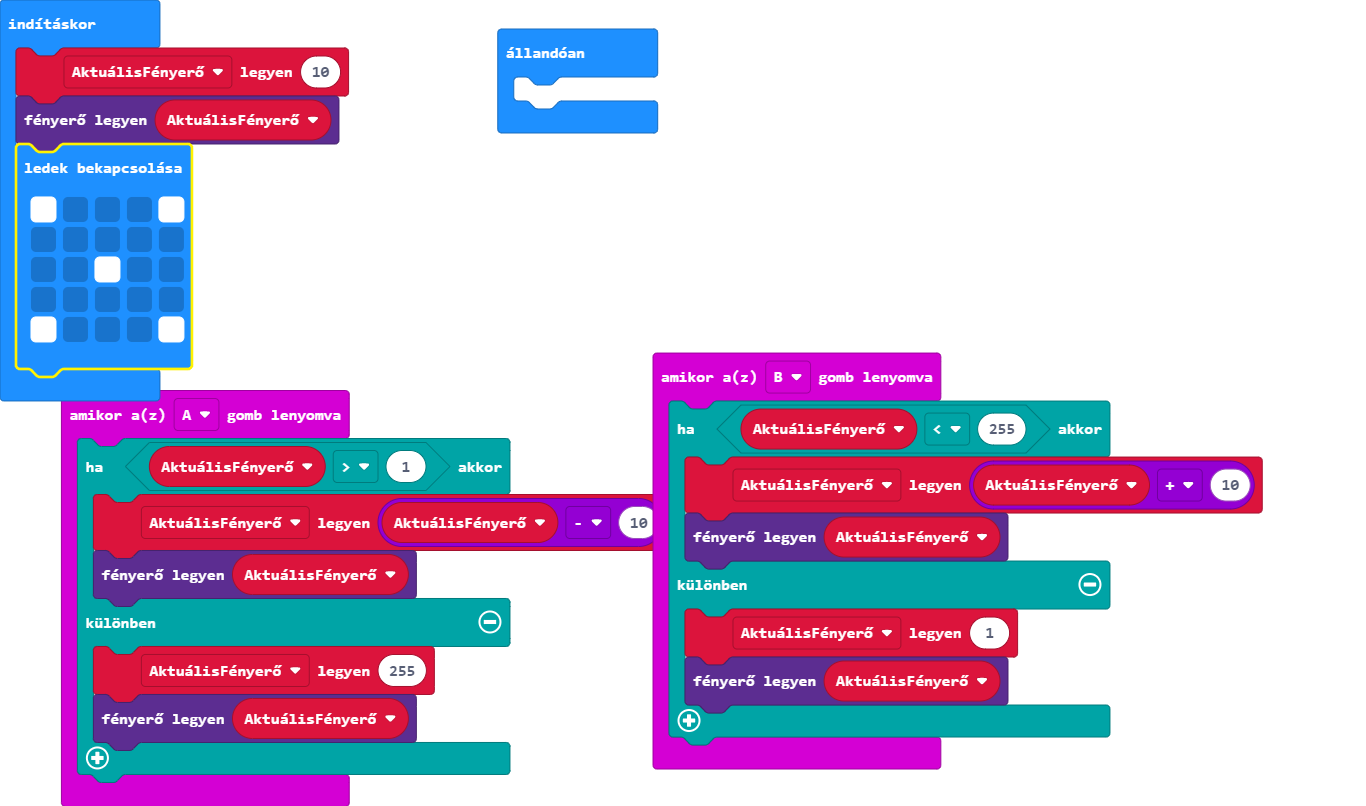 indításkor
AktuálisFényerő legyen 10
fényerő legyen AktuálisFényerő
ledek bekapcsolása
állandóan
amikor a(z) A gomb lenyomva
ha AktuálisFényerő > 1 akkor
AktuálisFényerő legyen AktuálisFényerő - 10
fényerő legyen AktuálisFényerő
különben
AktuálisFényerő legyen 255
fényerő legyen AktuálisFényerő
amikor a(z) B gomb lenyomva
ha AktuálisFényerő < 255 akkor
AktuálisFényerő legyen AktuálisFényerő + 10
fényerő legyen AktuálisFényerő
különben
AktuálisFényerő legyen 1
fényerő legyen AktuálisFényerő